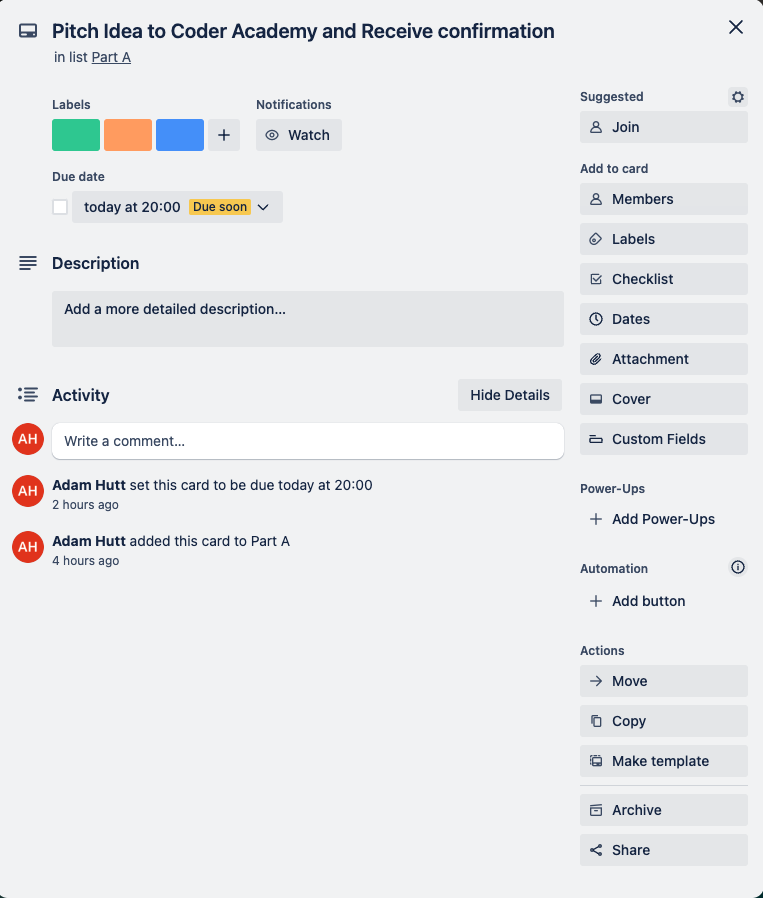 Pitch Idea to Coder Academy and Receive confirmation
in list Part A
Labels
Notifications
Watch
Due date
today at 20:00 Due soon
Description
Add a more detailed description...
Activity
Hide Details
AH
Write a comment...
AH
Adam Hutt set this card to be due today at 20:00
2 hours ago
AH
Adam Hutt added this card to Part A
4 hours ago
Suggested
Join
Add to card
Members
Labels
Checklist
Dates
Attachment
Cover
Custom Fields
Power-Ups
Add Power-Ups
Automation
Add button
Actions
Move
Copy
Make template
Archive
Share